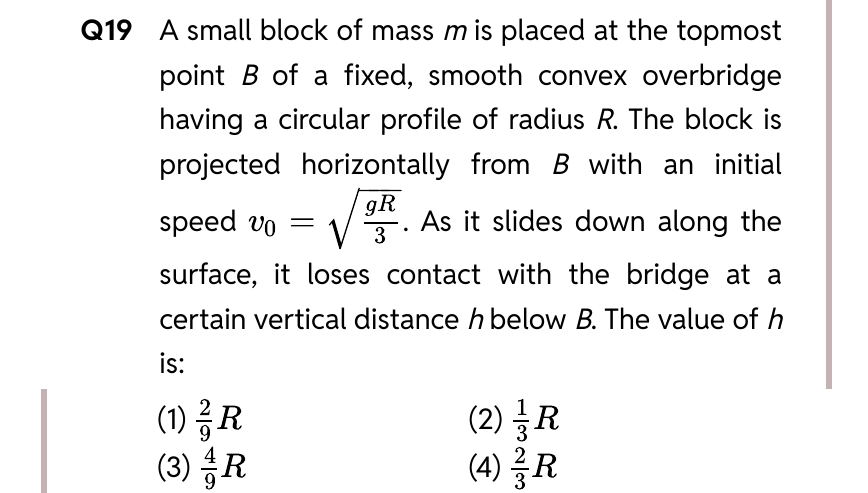 Q19 A small block of mass m is placed at the topmost
point B of a fixed, smooth convex overbridge
having a circular profile of radius R. The block is
projected horizontally from B with an initial
speed v₀ = √(gR/3). As it slides down along the
surface, it loses contact with the bridge at a
certain vertical distance h below B. The value of h
is:
(1) 2/9 R (2) 1/3 R
(3) 4/9 R (4) 2/3 R